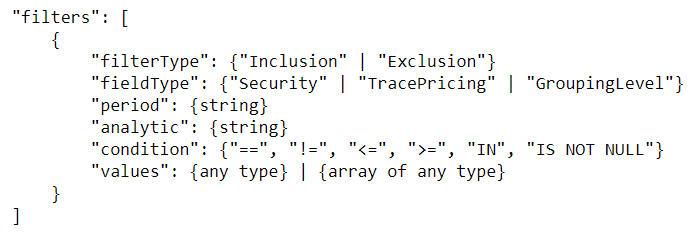 "filters": [
    {
        "filterType": {"Inclusion" | "Exclusion"}
        "fieldType": {"Security" | "TracePricing" | "GroupingLevel"}
        "period": {string}
        "analytic": {string}
        "condition": {"==", "!=", "<=", ">=", "IN", "IS NOT NULL"}
        "values": {any type} | {array of any type}
    }
]